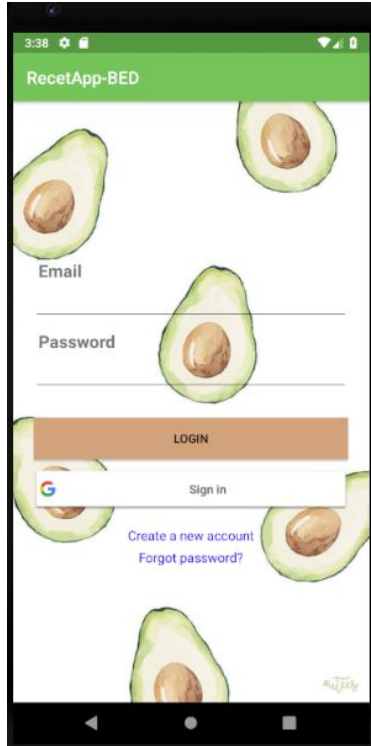 3:38
RecetApp-BED
Email
Password
LOGIN
G Sign in
Create a new account
Forgot password?